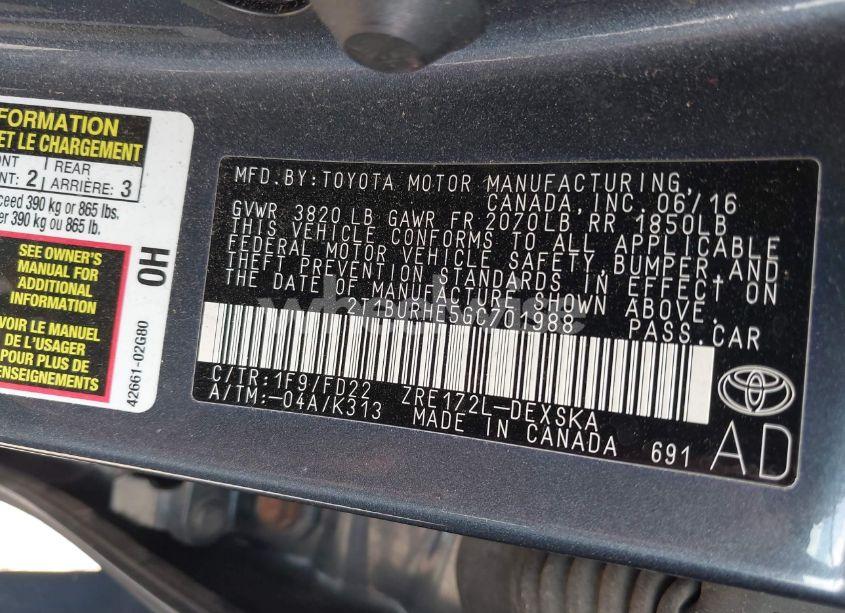 FORMATION
ET LE CHARGEMENT
REAR
NT: 2 ARRIÈRE: 3
ceed 390 kg or 865 lbs.
er 390 kg ou 865 lb.
SEE OWNER'S
MANUAL FOR
ADDITIONAL
INFORMATION
VOIR LE MANUEL
DE L'USAGER
POUR PLUS DE
ENSEIGNEMENTS
0H
42661-02G80
MFD.BY:TOYOTA MOTOR MANUFACTURING,
CANADA, INC. 06/16
GVWR 3820 LB GAWR FR 2070LB RR 1850LB
THIS VEHICLE CONFORMS TO ALL APPLICABLE
FEDERAL MOTOR VEHICLE SAFETY, BUMPER, AND
THEFT PREVENTION STANDARDS IN EFFECT ON
THE DATE OF MANUFACTURE SHOWN ABOVE.
2T1BURHE5GC701988 PASS.CAR
C/TR:1F9/FD22 ZRE172L-DEXSKA
A/TM:-04A/K313 MADE IN CANADA 691
AD